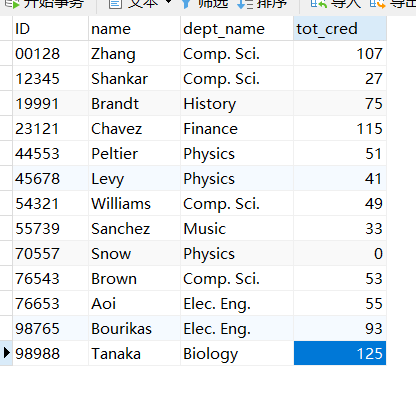 开始事务 文本 筛选 排序 导入 导出
ID name dept_name tot_cred
00128 Zhang Comp. Sci. 107
12345 Shankar Comp. Sci. 27
19991 Brandt History 75
23121 Chavez Finance 115
44553 Peltier Physics 51
45678 Levy Physics 41
54321 Williams Comp. Sci. 49
55739 Sanchez Music 33
70557 Snow Physics 0
76543 Brown Comp. Sci. 53
76653 Aoi Elec. Eng. 55
98765 Bourikas Elec. Eng. 93
98988 Tanaka Biology 125